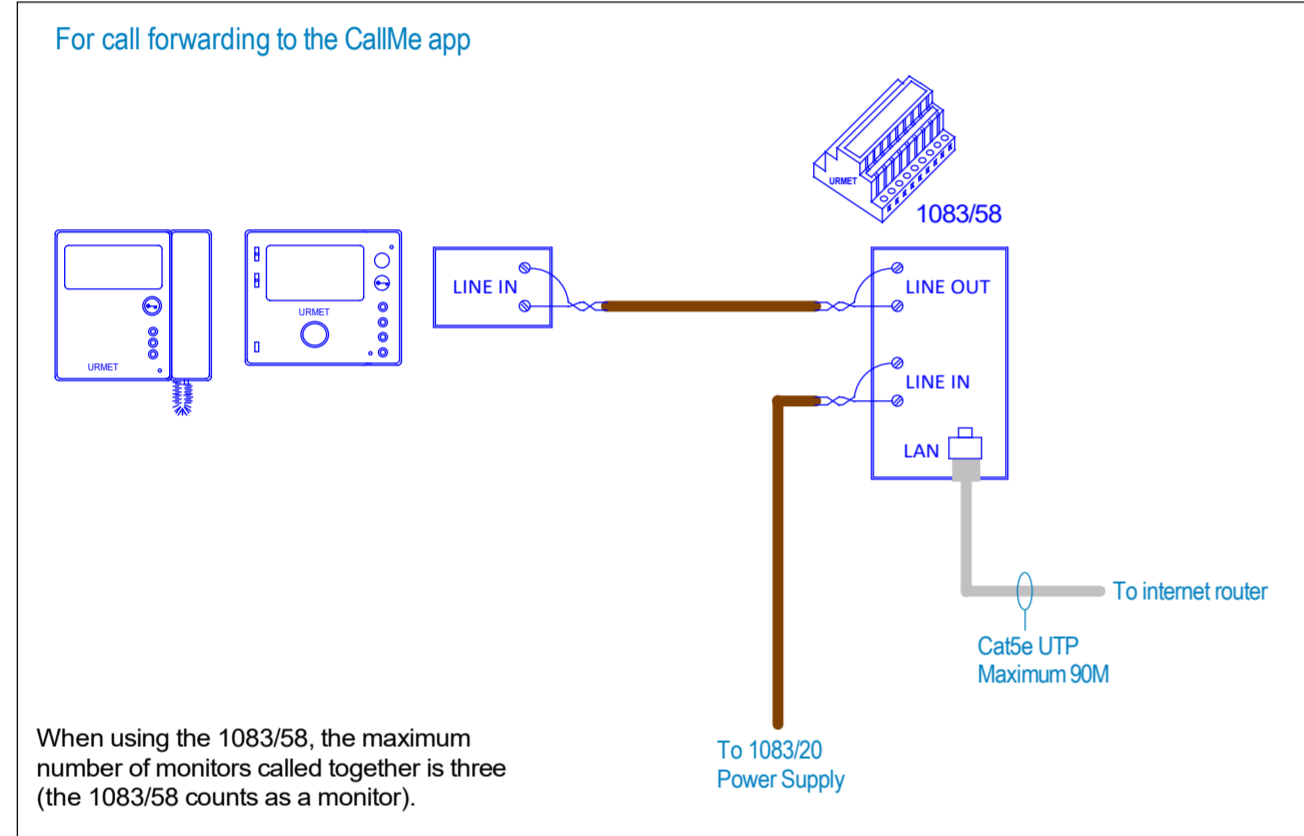 For call forwarding to the CallMe app
URMET
1083/58
LINE IN
LINE OUT
URMET
URMET
LINE IN
LAN
To internet router
Cat5e UTP
Maximum 90M
When using the 1083/58, the maximum
number of monitors called together is three
(the 1083/58 counts as a monitor).
To 1083/20
Power Supply